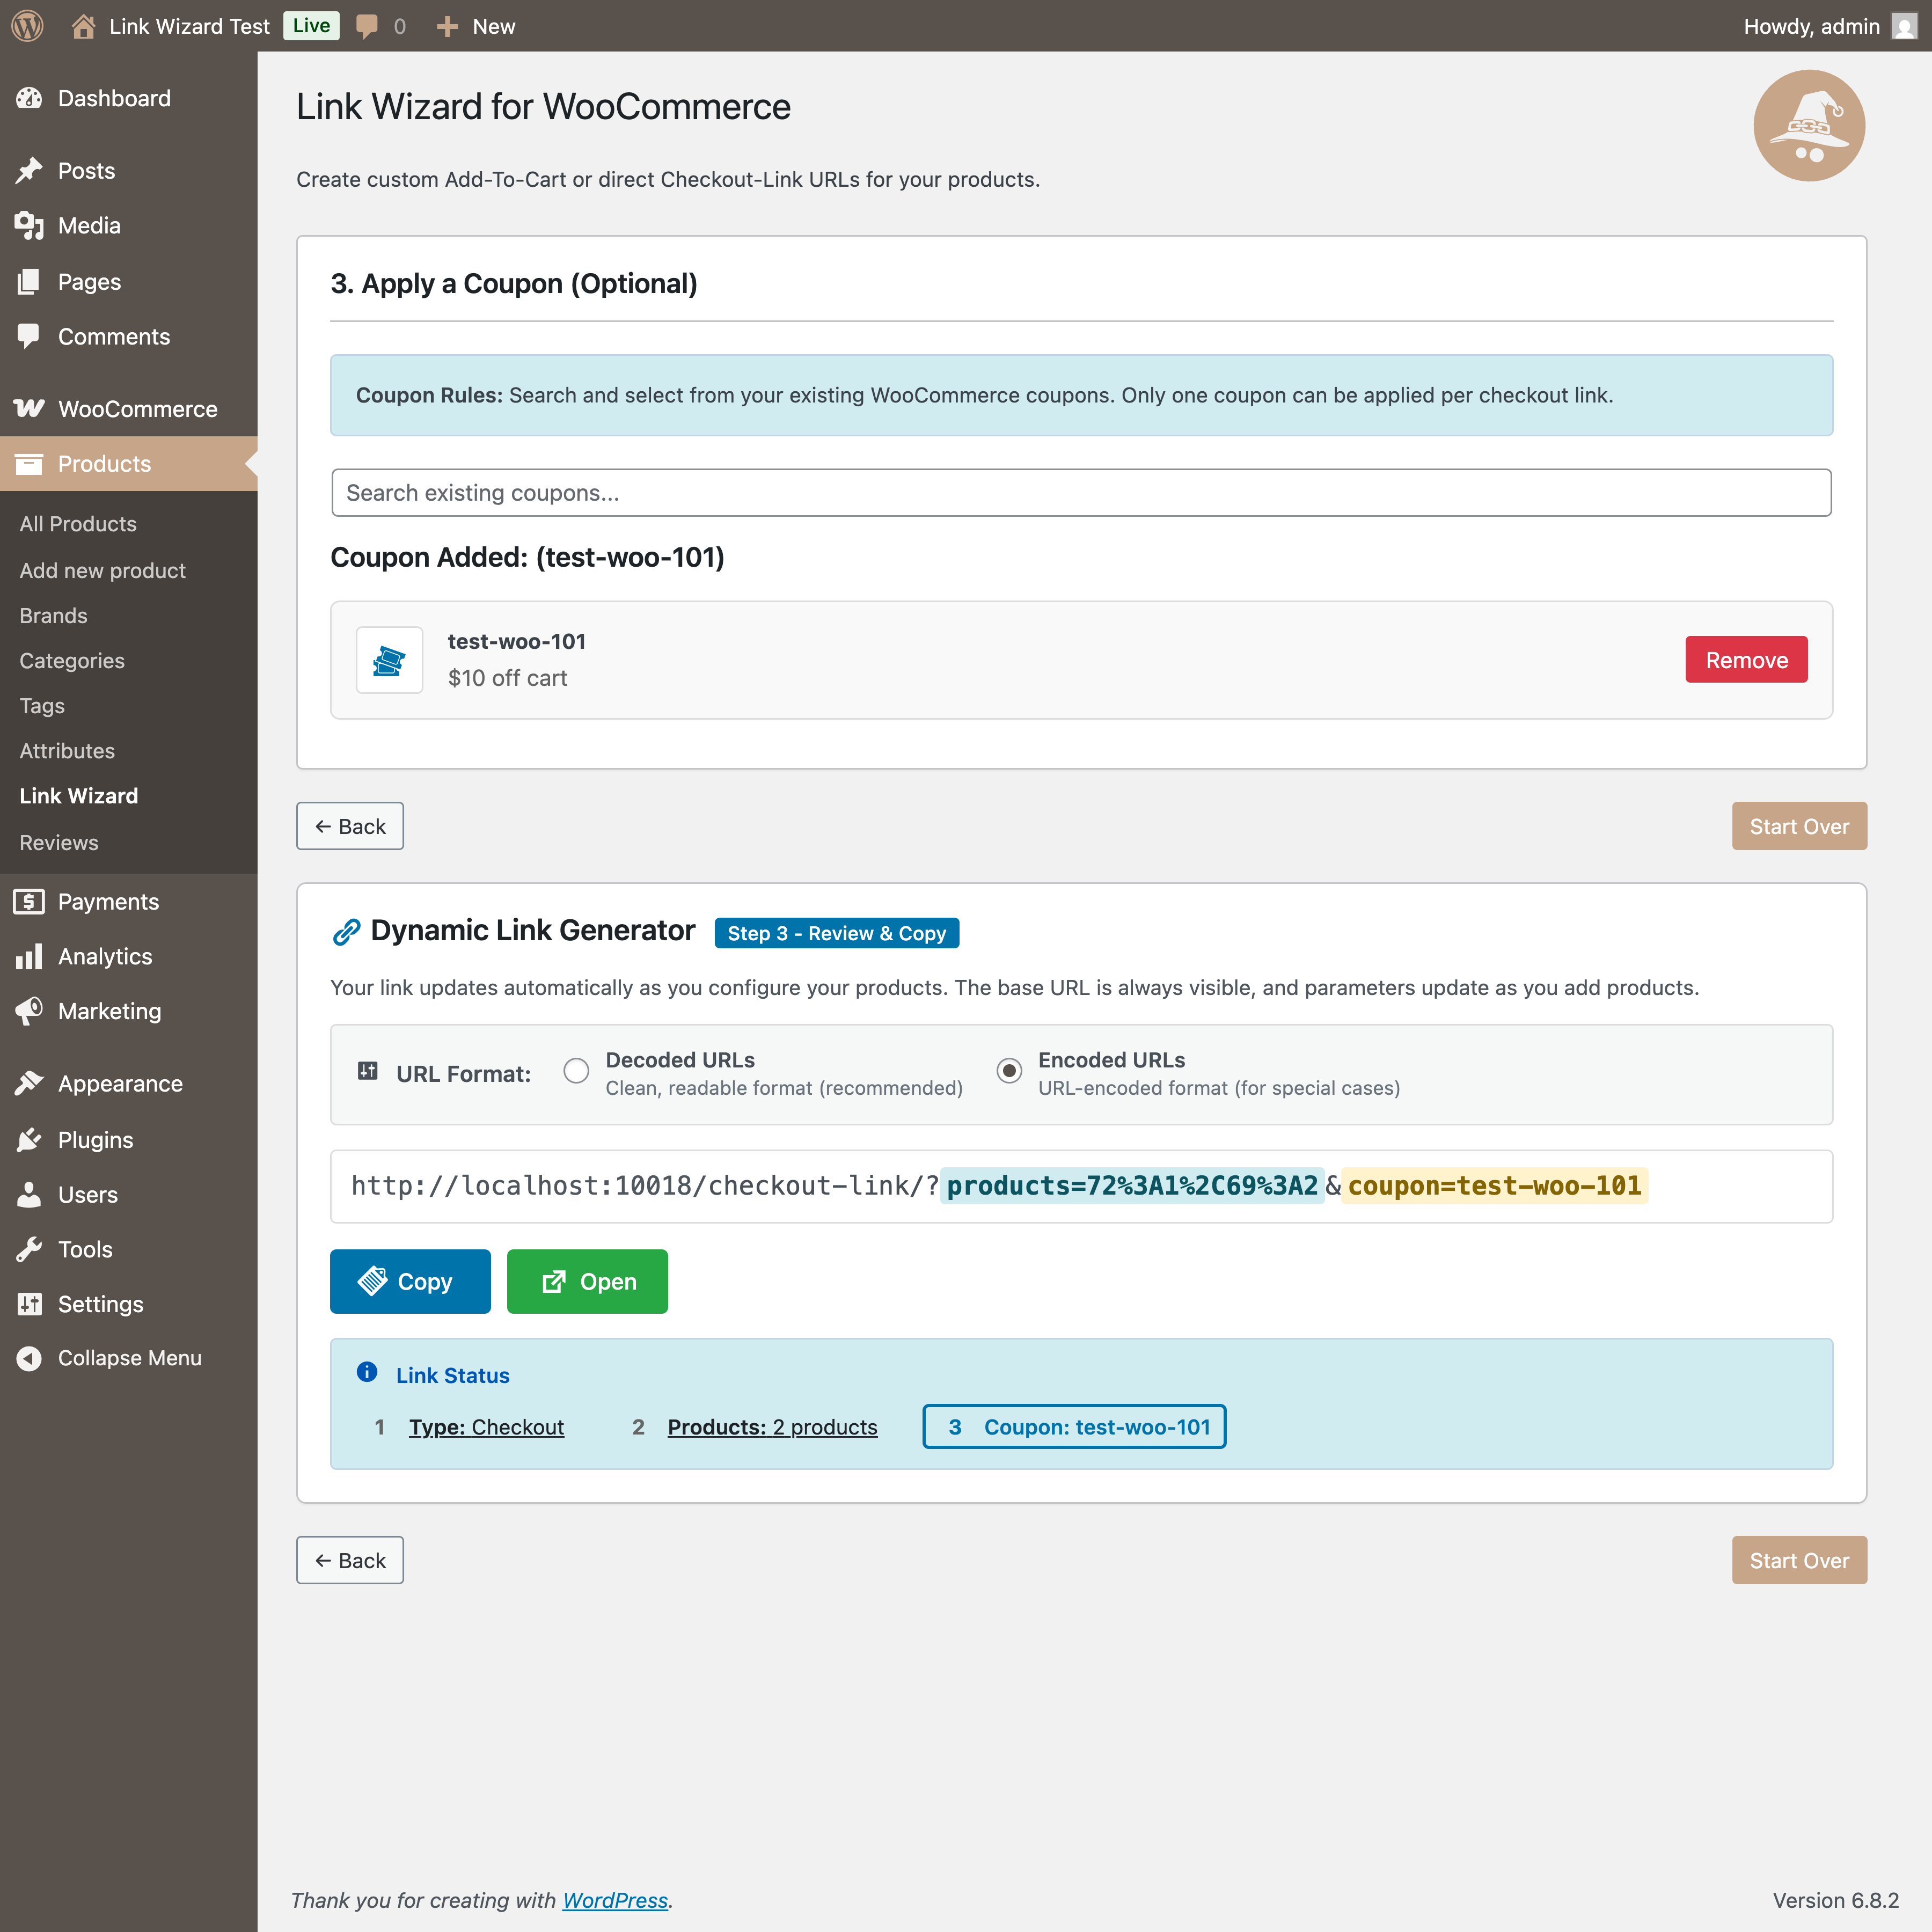 Link Wizard Test Live 0 New
Howdy, admin
Dashboard
Posts
Media
Pages
Comments
WooCommerce
Products
All Products
Add new product
Brands
Categories
Tags
Attributes
Link Wizard
Reviews
Payments
Analytics
Marketing
Appearance
Plugins
Users
Tools
Settings
Collapse Menu
Link Wizard for WooCommerce
Create custom Add-To-Cart or direct Checkout-Link URLs for your products.
3. Apply a Coupon (Optional)
Coupon Rules: Search and select from your existing WooCommerce coupons. Only one coupon can be applied per checkout link.
Search existing coupons...
Coupon Added: (test-woo-101)
test-woo-101
$10 off cart
Remove
← Back
Start Over
Dynamic Link Generator Step 3 - Review & Copy
Your link updates automatically as you configure your products. The base URL is always visible, and parameters update as you add products.
URL Format:
Decoded URLs
Clean, readable format (recommended)
Encoded URLs
URL-encoded format (for special cases)
http://localhost:10018/checkout-link/?products=72%3A1%2C69%3A2&coupon=test-woo-101
Copy
Open
Link Status
1 Type: Checkout 2 Products: 2 products 3 Coupon: test-woo-101
← Back
Start Over
Thank you for creating with WordPress.
Version 6.8.2